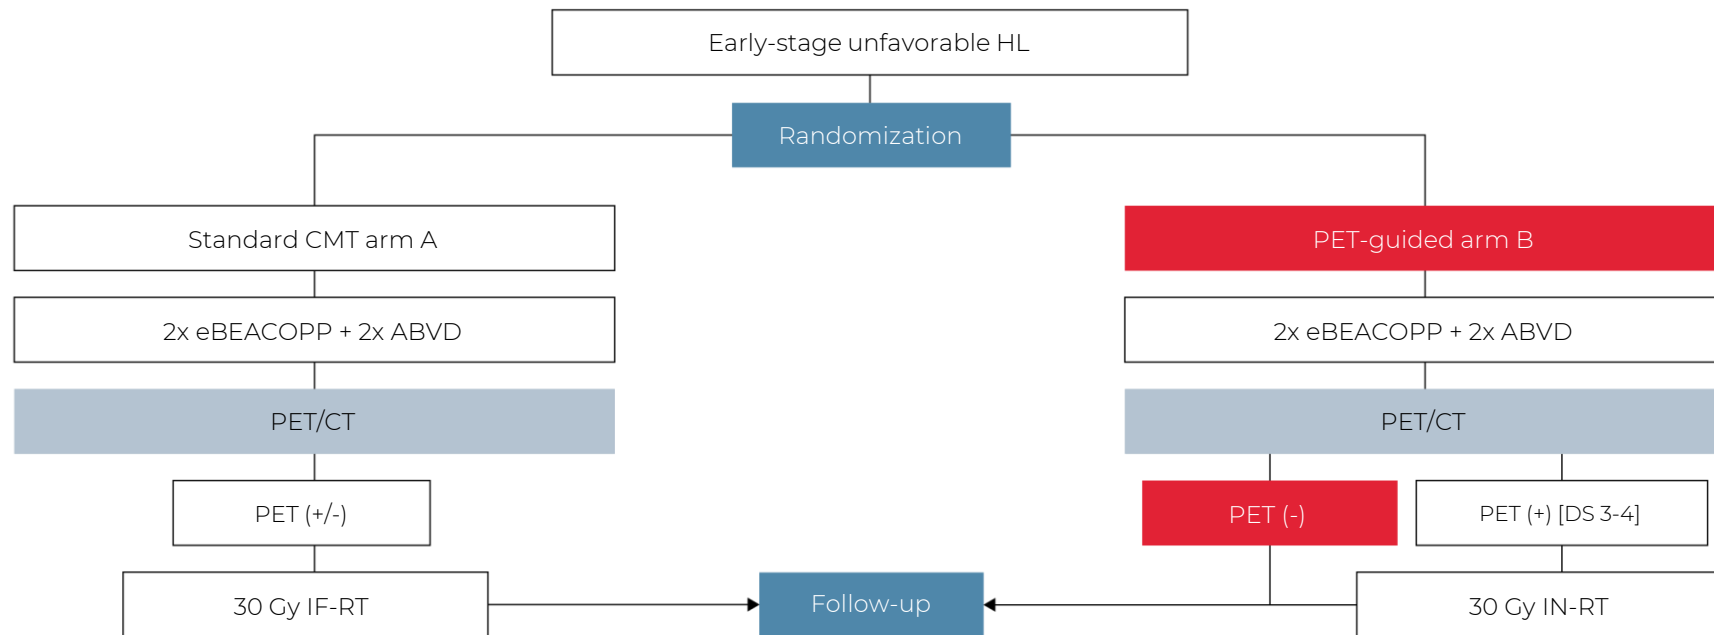 Early-stage unfavorable HL
Randomization
Standard CMT arm A
PET-guided arm B
2x eBEACOPP + 2x ABVD
2x eBEACOPP + 2x ABVD
PET/CT
PET/CT
PET (+/-)
PET (-)
PET (+) [DS 3-4]
30 Gy IF-RT
Follow-up
30 Gy IN-RT